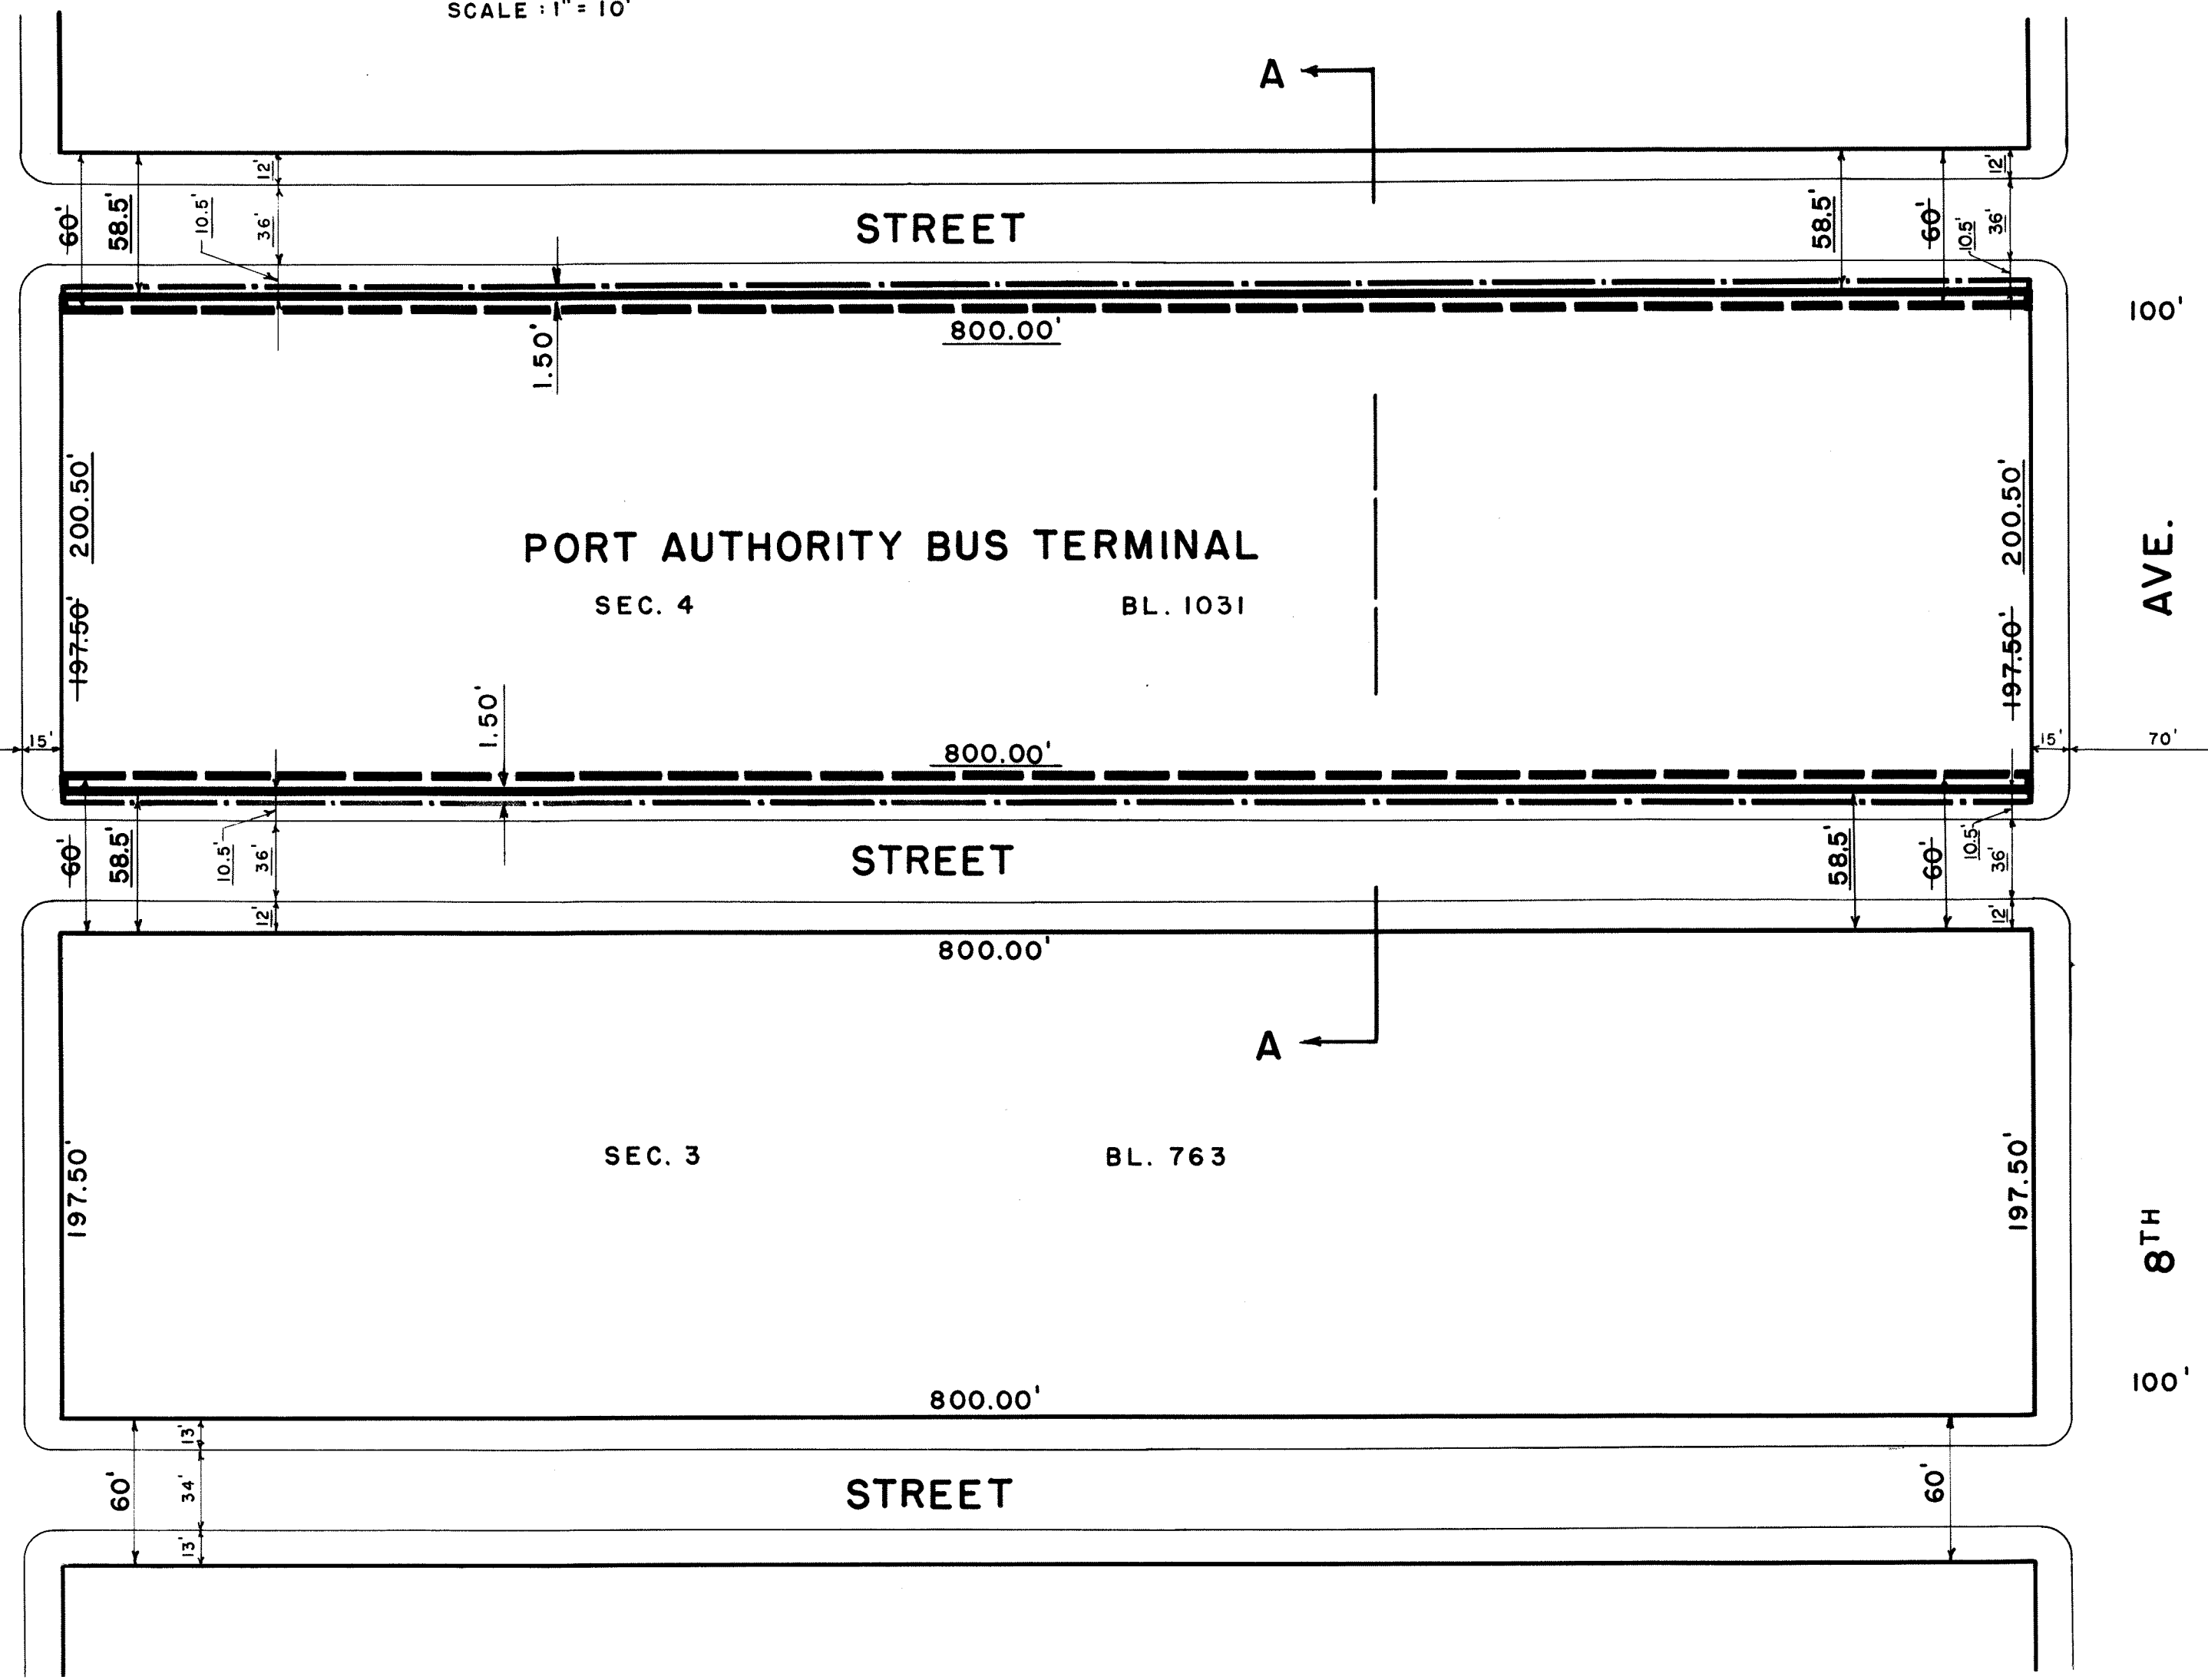 SCALE : 1" = 10'
A
12' 12'
60' 58.5' 10.5' 36' STREET 58.5' 60' 10.5' 36'
100'
800.00'
1.50'
200.50' 200.50'
PORT AUTHORITY BUS TERMINAL
AVE.
SEC. 4 BL. 1031
197.50' 197.50'
1.50'
15' 800.00' 15' 70'
60' 58.5' 10.5' 36' STREET 58.5' 60' 10.5' 36'
12' 12'
800.00'
A
SEC. 3 BL. 763
197.50' 197.50'
8TH
100'
800.00'
13'
60' 34' STREET 60'
13'